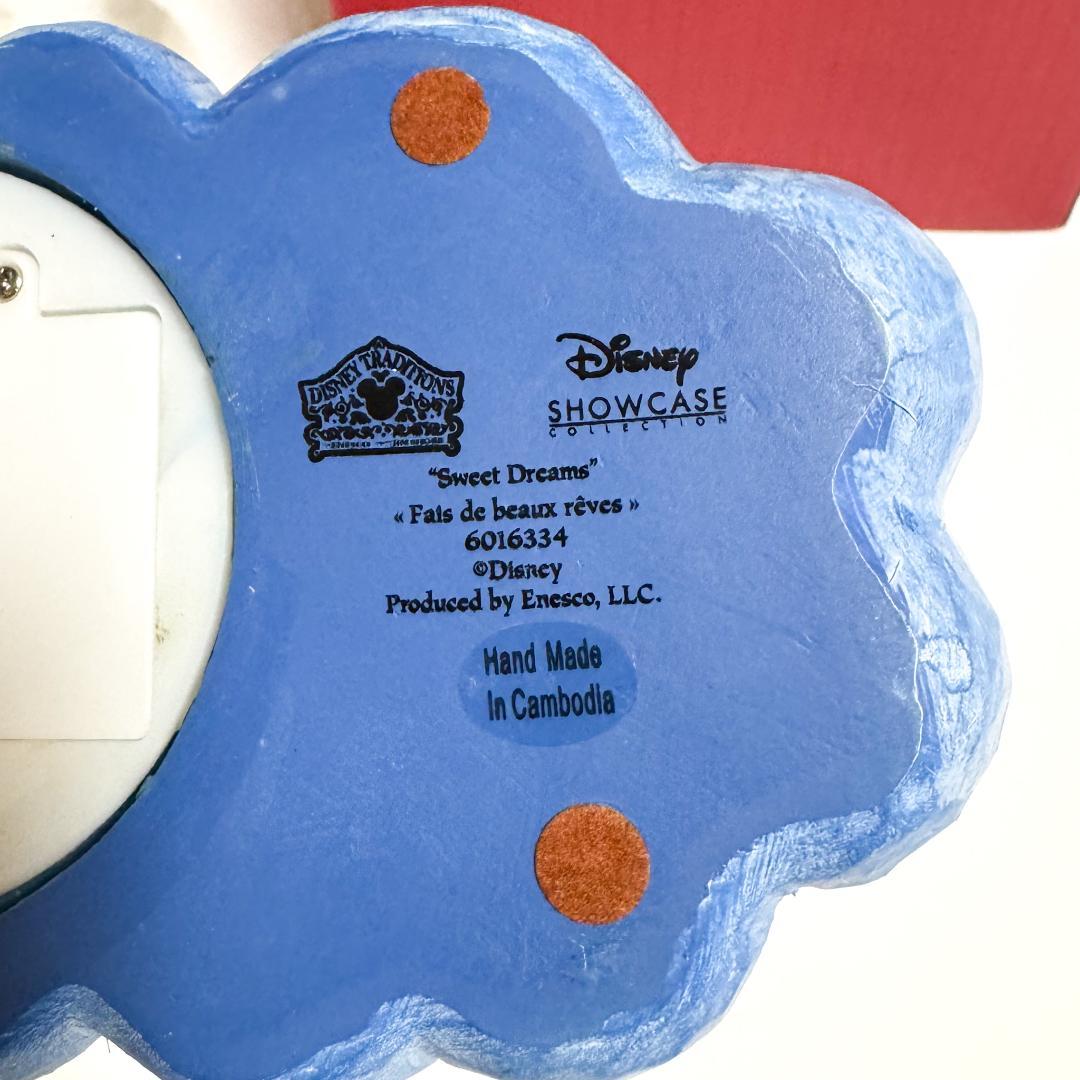 DISNEY TRADITIONS
Disney
SHOWCASE
COLLECTION
“Sweet Dreams”
« Fais de beaux rêves »
6016334
©Disney
Produced by Enesco, LLC.
Hand Made
In Cambodia